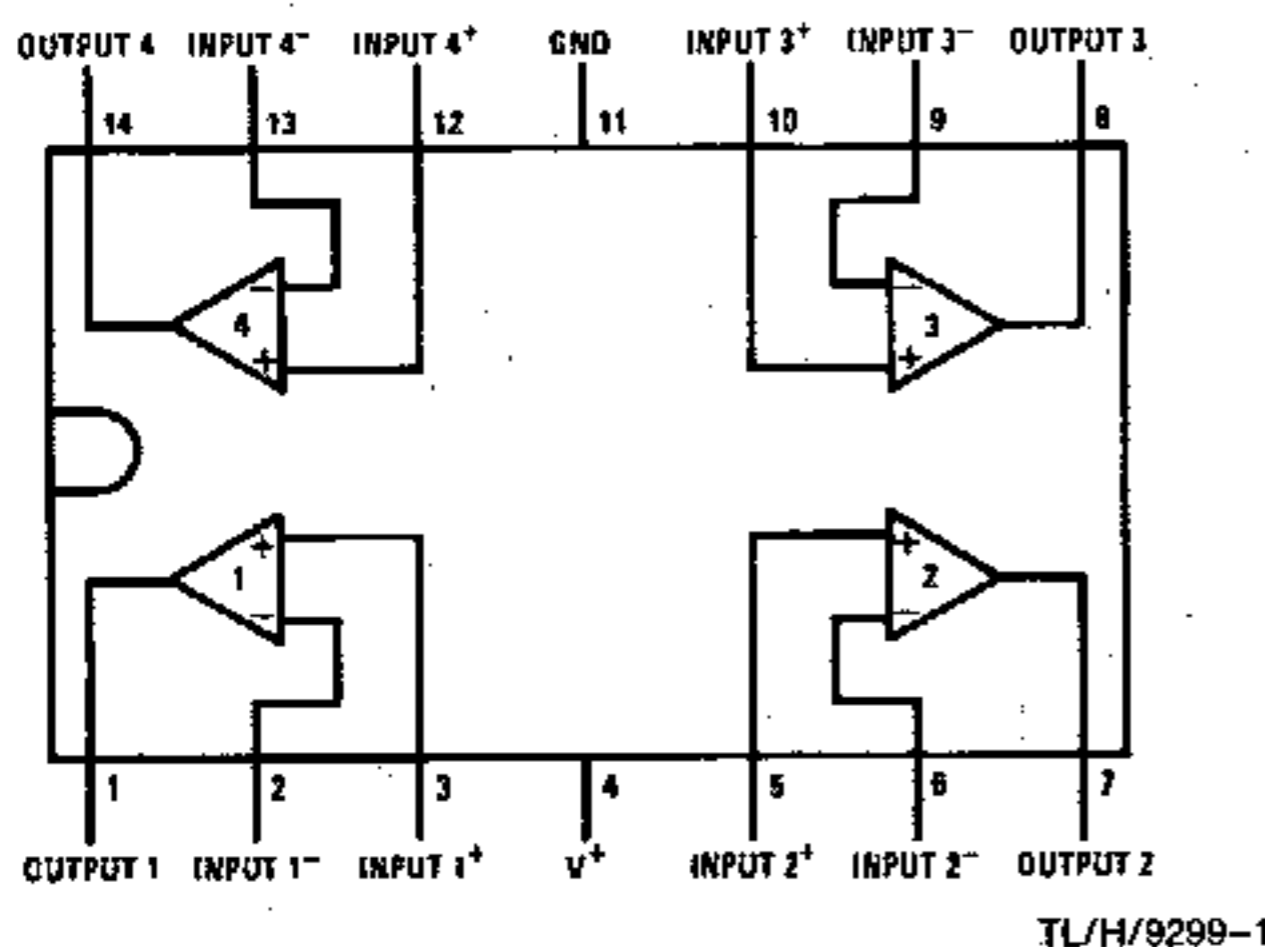 OUTPUT 4 INPUT 4⁻ INPUT 4⁺ GND INPUT 3⁺ INPUT 3⁻ OUTPUT 3
14 13 12 11 10 9 8
− −
4 3
+ +
+ +
1 2
− −
1 2 3 4 5 6 7
OUTPUT 1 INPUT 1⁻ INPUT 1⁺ V⁺ INPUT 2⁺ INPUT 2⁻ OUTPUT 2
TL/H/9299–1